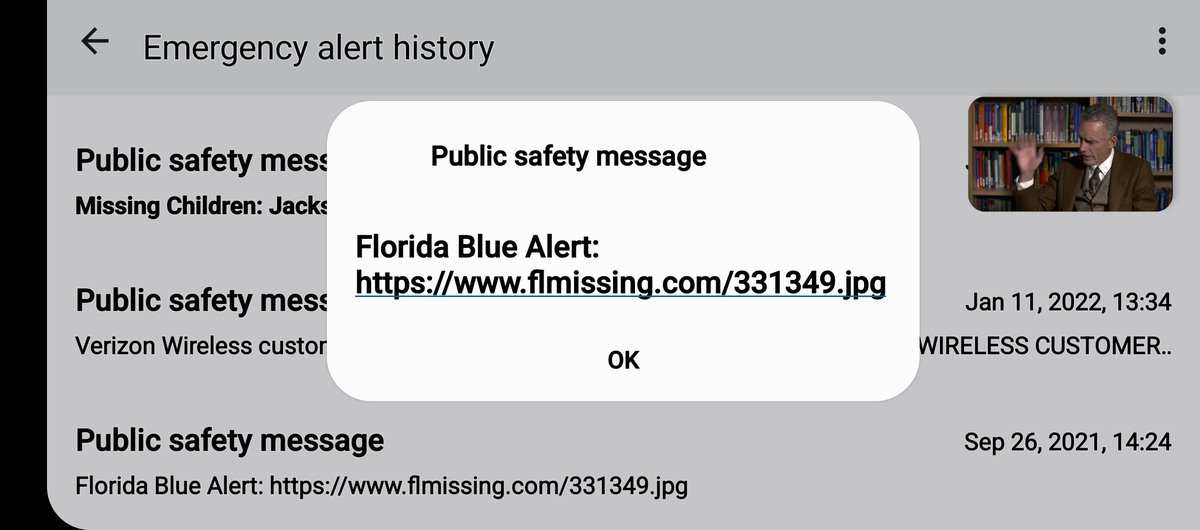 Emergency alert history
Public safety mess
Missing Children: Jacks
Public safety message
Florida Blue Alert:
https://www.flmissing.com/331349.jpg
OK
Public safety mess
Jan 11, 2022, 13:34
Verizon Wireless custor
WIRELESS CUSTOMER..
Public safety message
Sep 26, 2021, 14:24
Florida Blue Alert: https://www.flmissing.com/331349.jpg